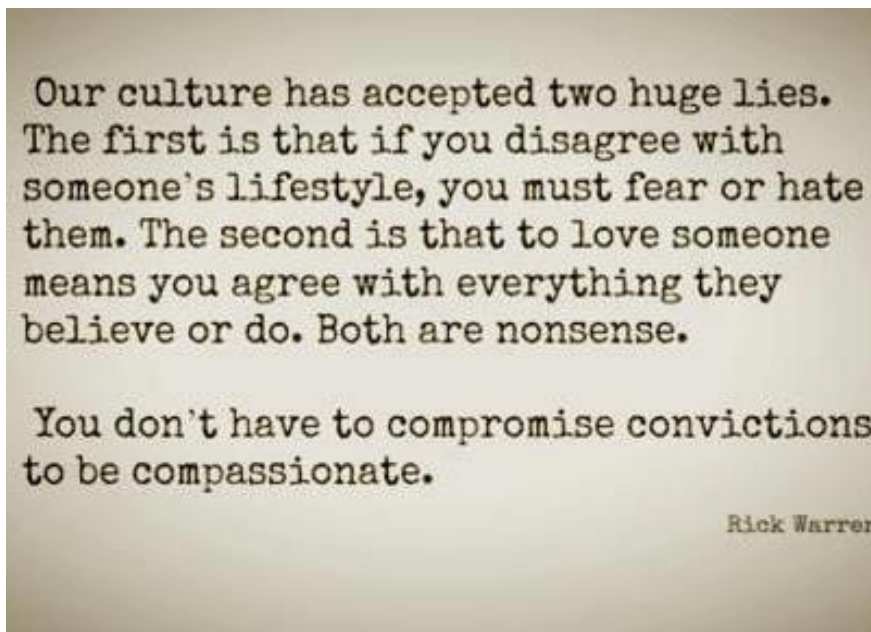 Our culture has accepted two huge lies.
The first is that if you disagree with
someone's lifestyle, you must fear or hate
them. The second is that to love someone
means you agree with everything they
believe or do. Both are nonsense.
You don't have to compromise convictions
to be compassionate.
Rick Warren